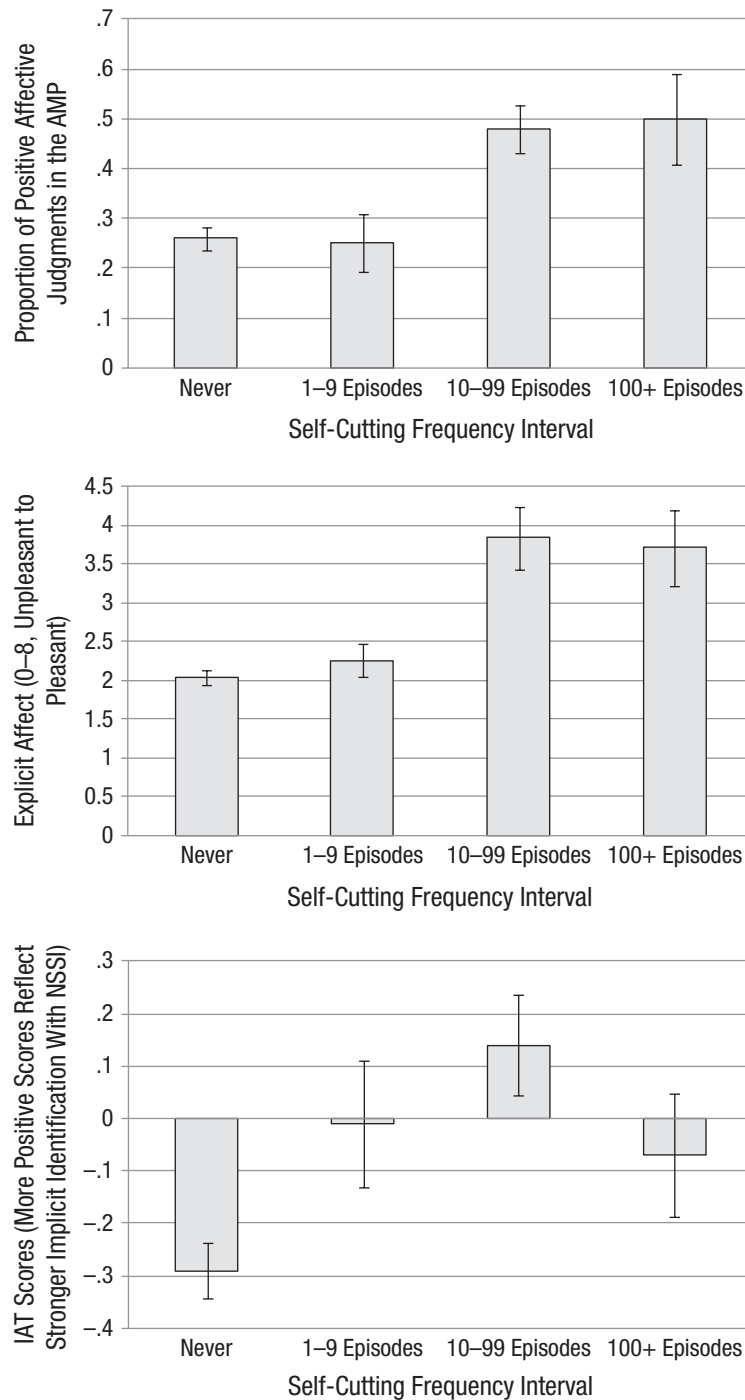 Proportion of Positive Affective
Judgments in the AMP
.7
.6
.5
.4
.3
.2
.1
0
Never
1–9 Episodes
10–99 Episodes
100+ Episodes
Self-Cutting Frequency Interval
Explicit Affect (0–8, Unpleasant to
Pleasant)
4.5
4
3.5
3
2.5
2
1.5
1
0.5
0
Never
1–9 Episodes
10–99 Episodes
100+ Episodes
Self-Cutting Frequency Interval
IAT Scores (More Positive Scores Reflect
Stronger Implicit Identification With NSSI)
.3
.2
.1
0
–.1
–.2
–.3
–.4
Never
1–9 Episodes
10–99 Episodes
100+ Episodes
Self-Cutting Frequency Interval